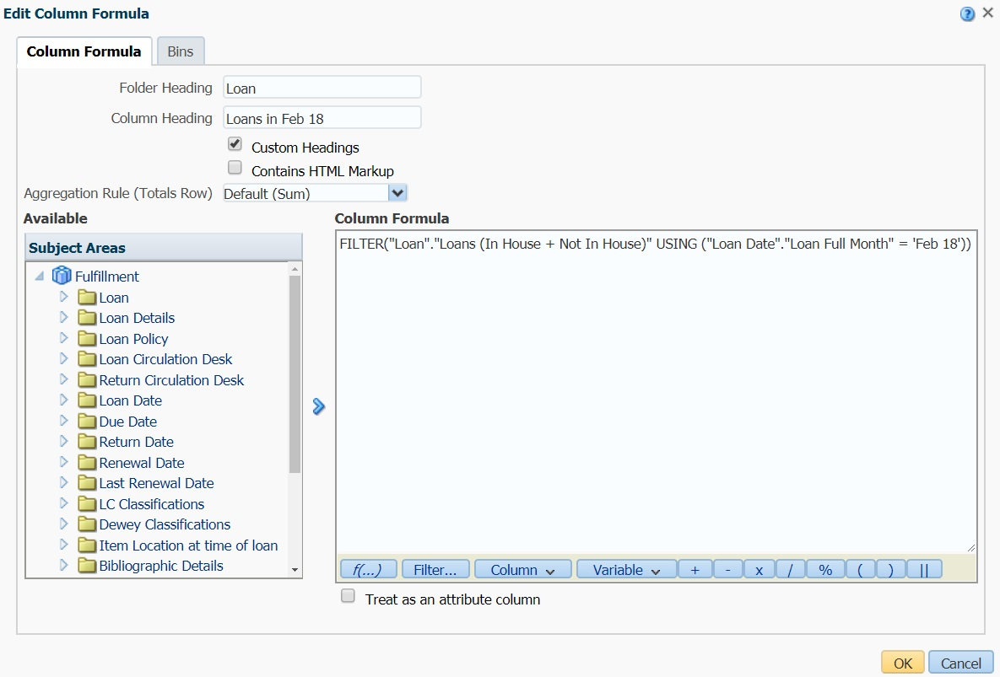 Edit Column Formula
?
Column Formula
Bins
Folder Heading
Loan
Column Heading
Loans in Feb 18
Custom Headings
Contains HTML Markup
Aggregation Rule (Totals Row)
Default (Sum)
Available
Column Formula
Subject Areas
FILTER("Loan"."Loans (In House + Not In House)" USING ("Loan Date"."Loan Full Month" = 'Feb 18'))
Fulfillment
Loan
Loan Details
Loan Policy
Loan Circulation Desk
Return Circulation Desk
Loan Date
Due Date
Return Date
Renewal Date
Last Renewal Date
LC Classifications
Dewey Classifications
Item Location at time of loan
Bibliographic Details
f(...) Filter... Column Variable + - x / % ( ) ||
Treat as an attribute column
OK Cancel